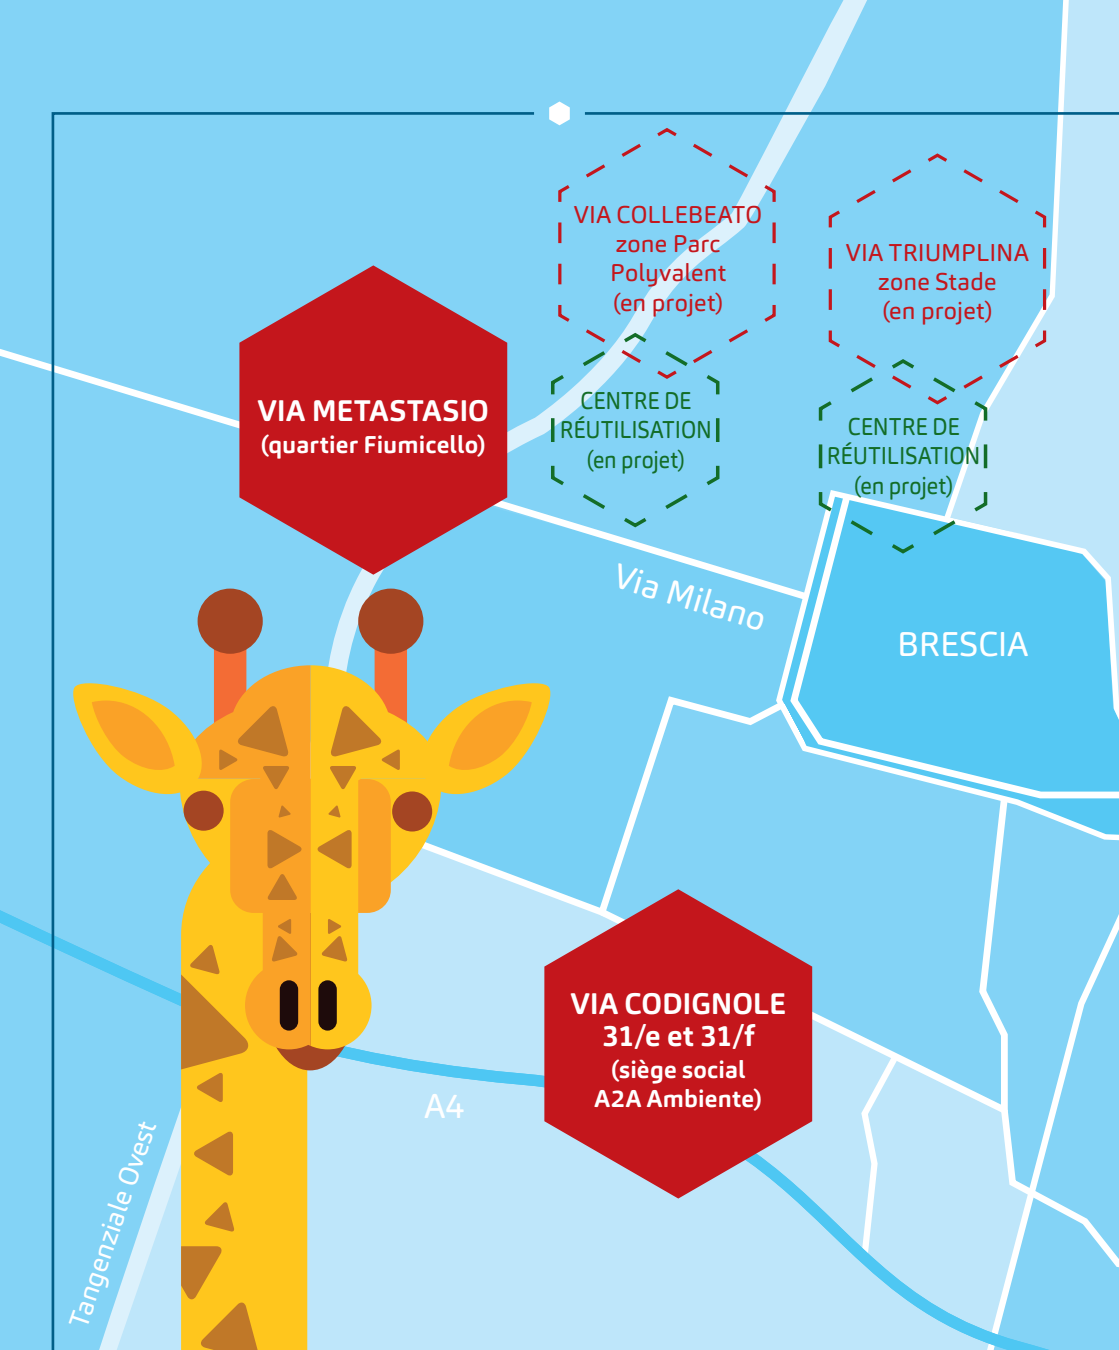 VIA COLLEBEATO
zone Parc
Polyvalent
(en projet)
VIA TRIUMPLINA
zone Stade
(en projet)
VIA METASTASIO
(quartier Fiumicello)
CENTRE DE
RÉUTILISATION
(en projet)
CENTRE DE
RÉUTILISATION
(en projet)
Via Milano
BRESCIA
VIA CODIGNOLE
31/e et 31/f
(siège social
A2A Ambiente)
A4
Tangenziale Ovest